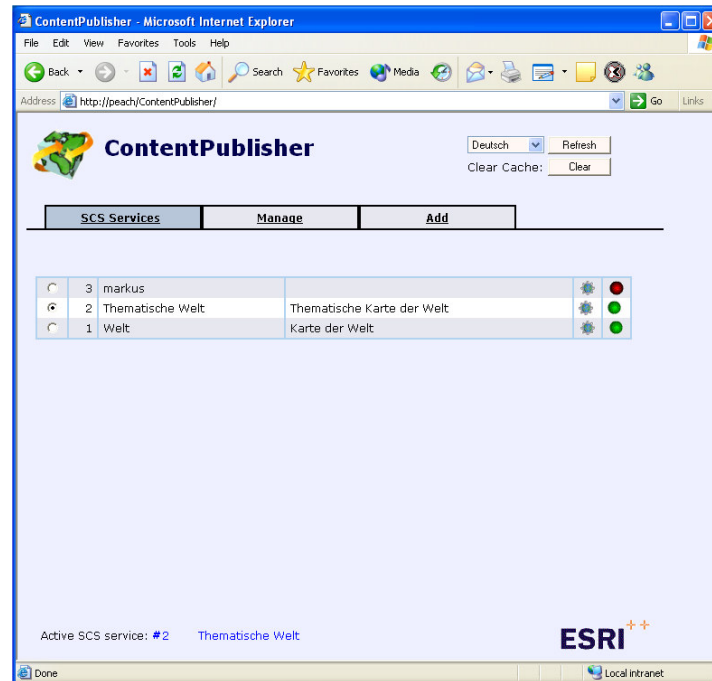 ContentPublisher - Microsoft Internet Explorer
File Edit View Favorites Tools Help
Back Search Favorites Media
Address http://peach/ContentPublisher/ Go Links
ContentPublisher
Deutsch Refresh
Clear Cache: Clear
SCS Services Manage Add
3 markus
2 Thematische Welt Thematische Karte der Welt
1 Welt Karte der Welt
Active SCS service: #2 Thematische Welt
ESRI++
Done Local intranet